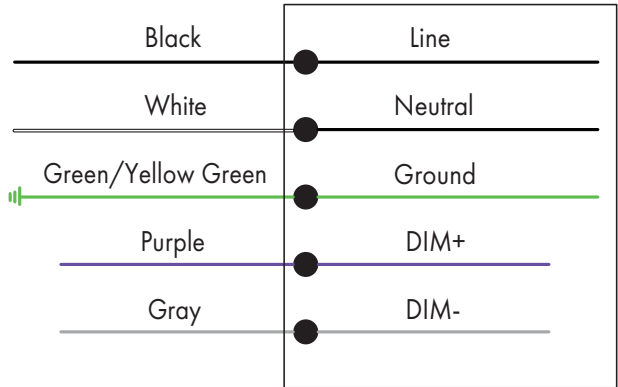 Black Line
White Neutral
Green/Yellow Green Ground
Purple DIM+
Gray DIM-